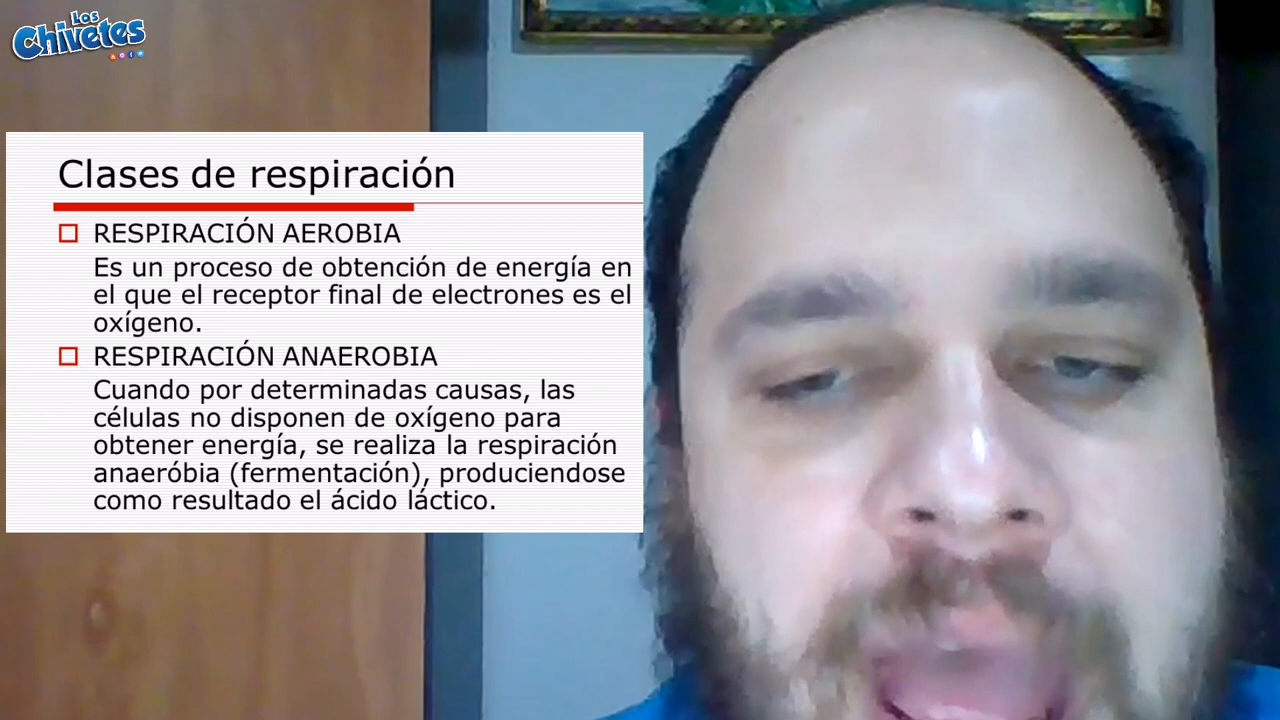 Los
Chivetes
Clases de respiración
RESPIRACIÓN AEROBIA
Es un proceso de obtención de energía en
el que el receptor final de electrones es el
oxígeno.
RESPIRACIÓN ANAEROBIA
Cuando por determinadas causas, las
células no disponen de oxígeno para
obtener energía, se realiza la respiración
anaeróbia (fermentación), produciendose
como resultado el ácido láctico.